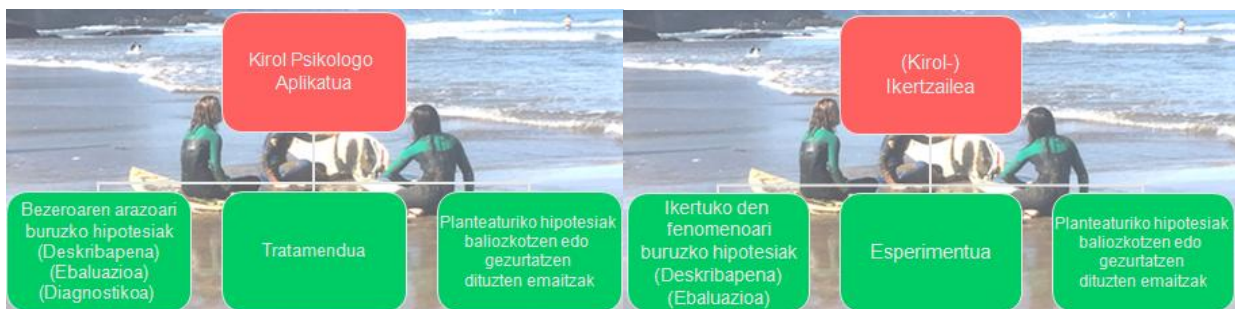 Kirol Psikologo
Aplikatua
Bezeroaren arazoari
buruzko hipotesiak
(Deskribapena)
(Ebaluazioa)
(Diagnostikoa)
Tratamendua
Planteaturiko hipotesiak
baliozkotzen edo
gezurtatzen
dituzten emaitzak
(Kirol-)
Ikertzailea
Ikertuko den
fenomenoari
buruzko hipotesiak
(Deskribapena)
(Ebaluazioa)
Esperimentua
Planteaturiko hipotesiak
baliozkotzen edo
gezurtatzen
dituzten emaitzak